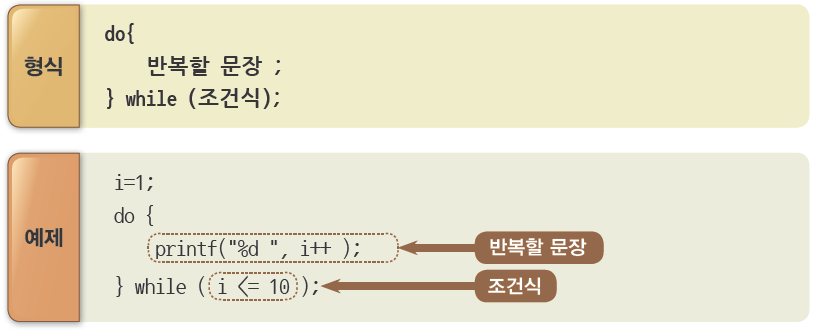 형식
do{
반복할 문장 ;
} while (조건식);
예제
i=1;
do {
printf("%d ", i++ );
반복할 문장
} while ( i <= 10 );
조건식